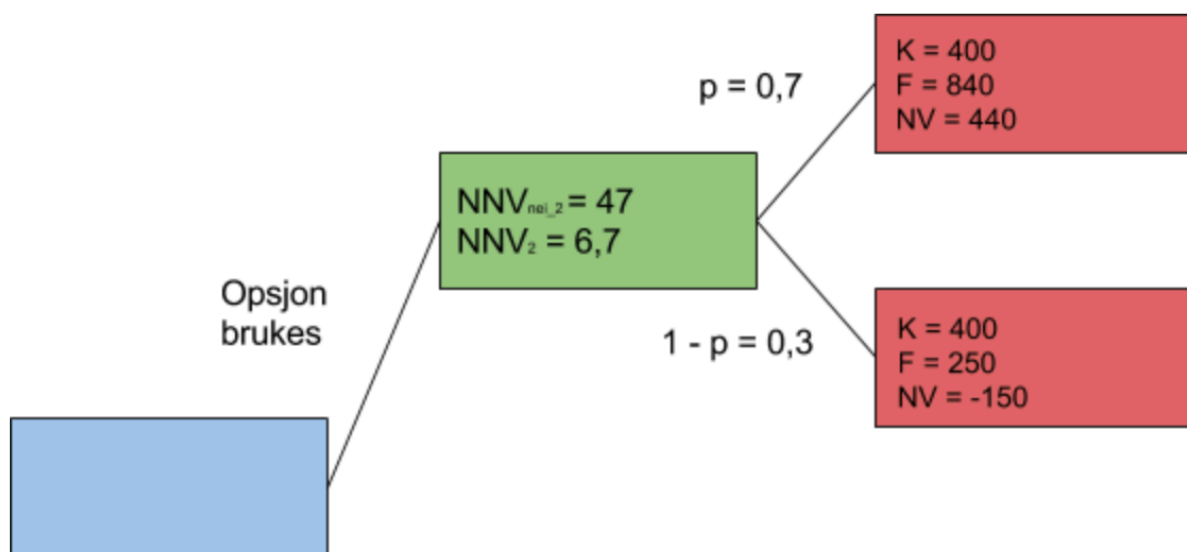 K = 400
F = 840
NV = 440
p = 0,7
NNVnei_2 = 47
NNV2 = 6,7
Opsjon
brukes
1 - p = 0,3
K = 400
F = 250
NV = -150